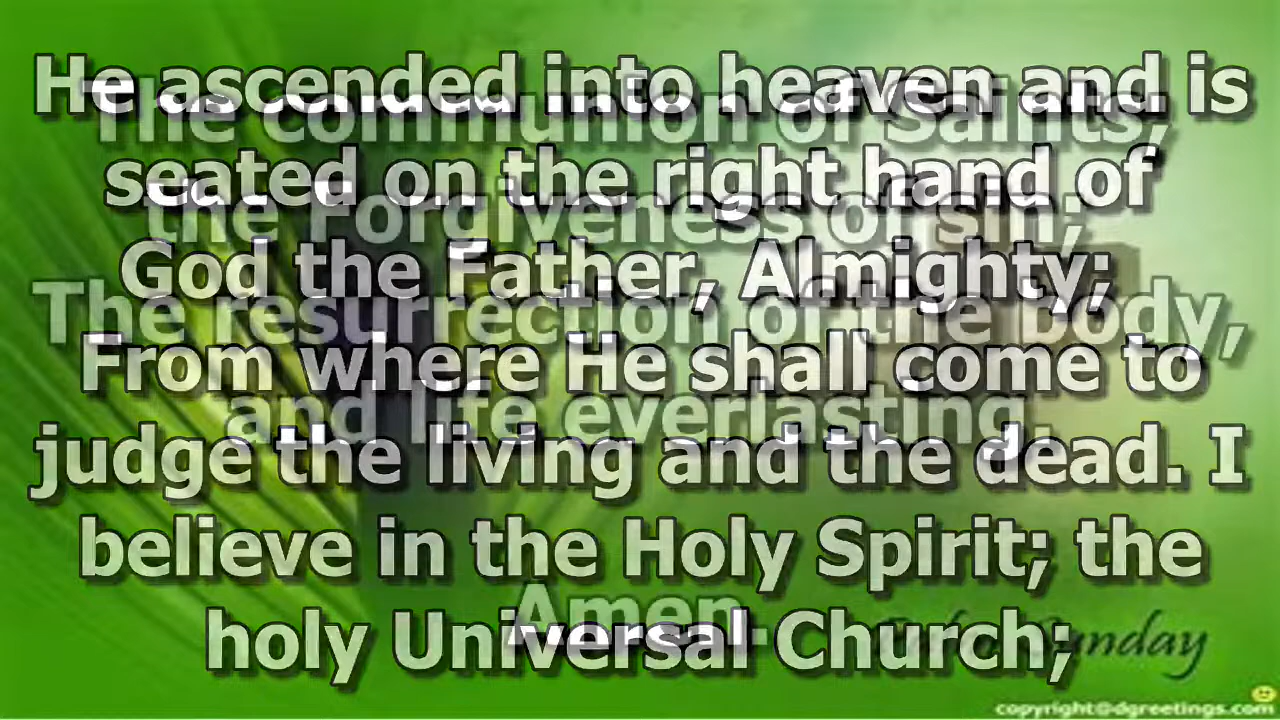 He ascended into heaven and is
seated on the right hand of
God the Father, Almighty;
From where He shall come to
judge the living and the dead. I
believe in the Holy Spirit; the
holy Universal Church;
The communion of Saints,
the Forgiveness of sin;
The resurrection of the body,
and life everlasting.
Amen.
Sunday
copyright@dgreetings.com